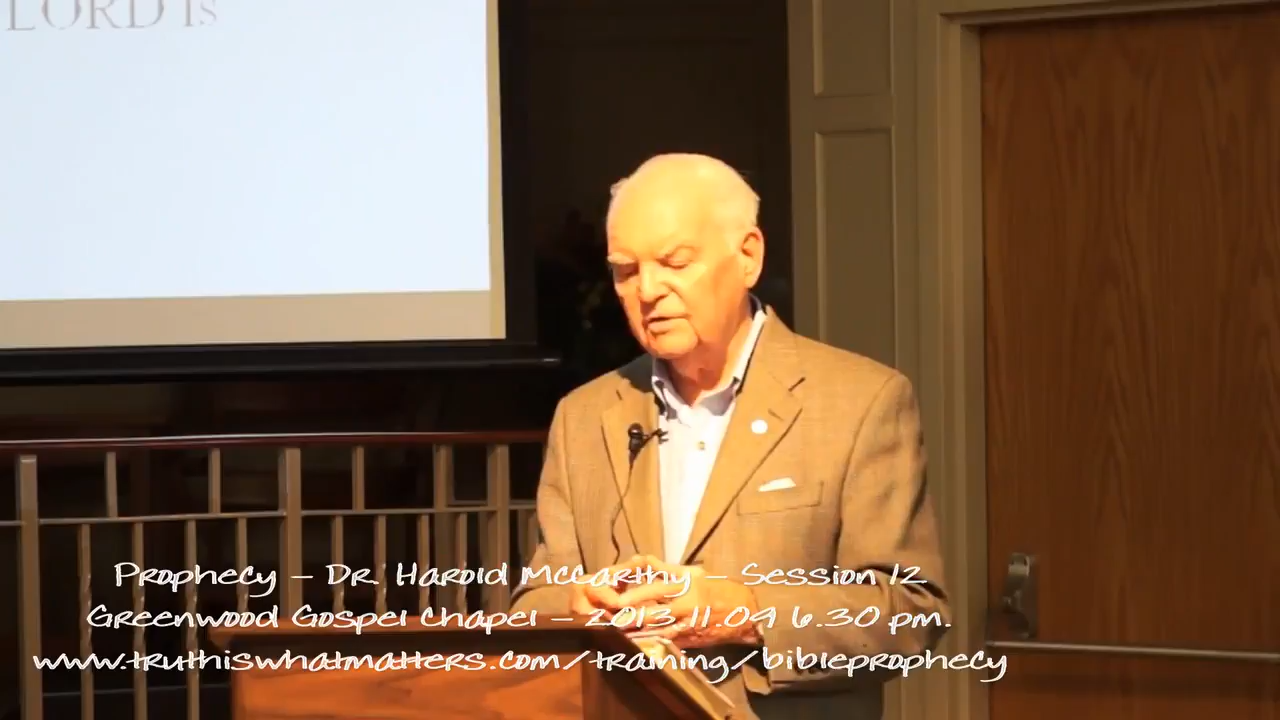 LORD is
Prophecy - Dr. Harold McCarthy - Session 12
Greenwood Gospel Chapel - 2013.11.09 6.30 pm.
www.truthiswhatmatters.com/training/bibleprophecy